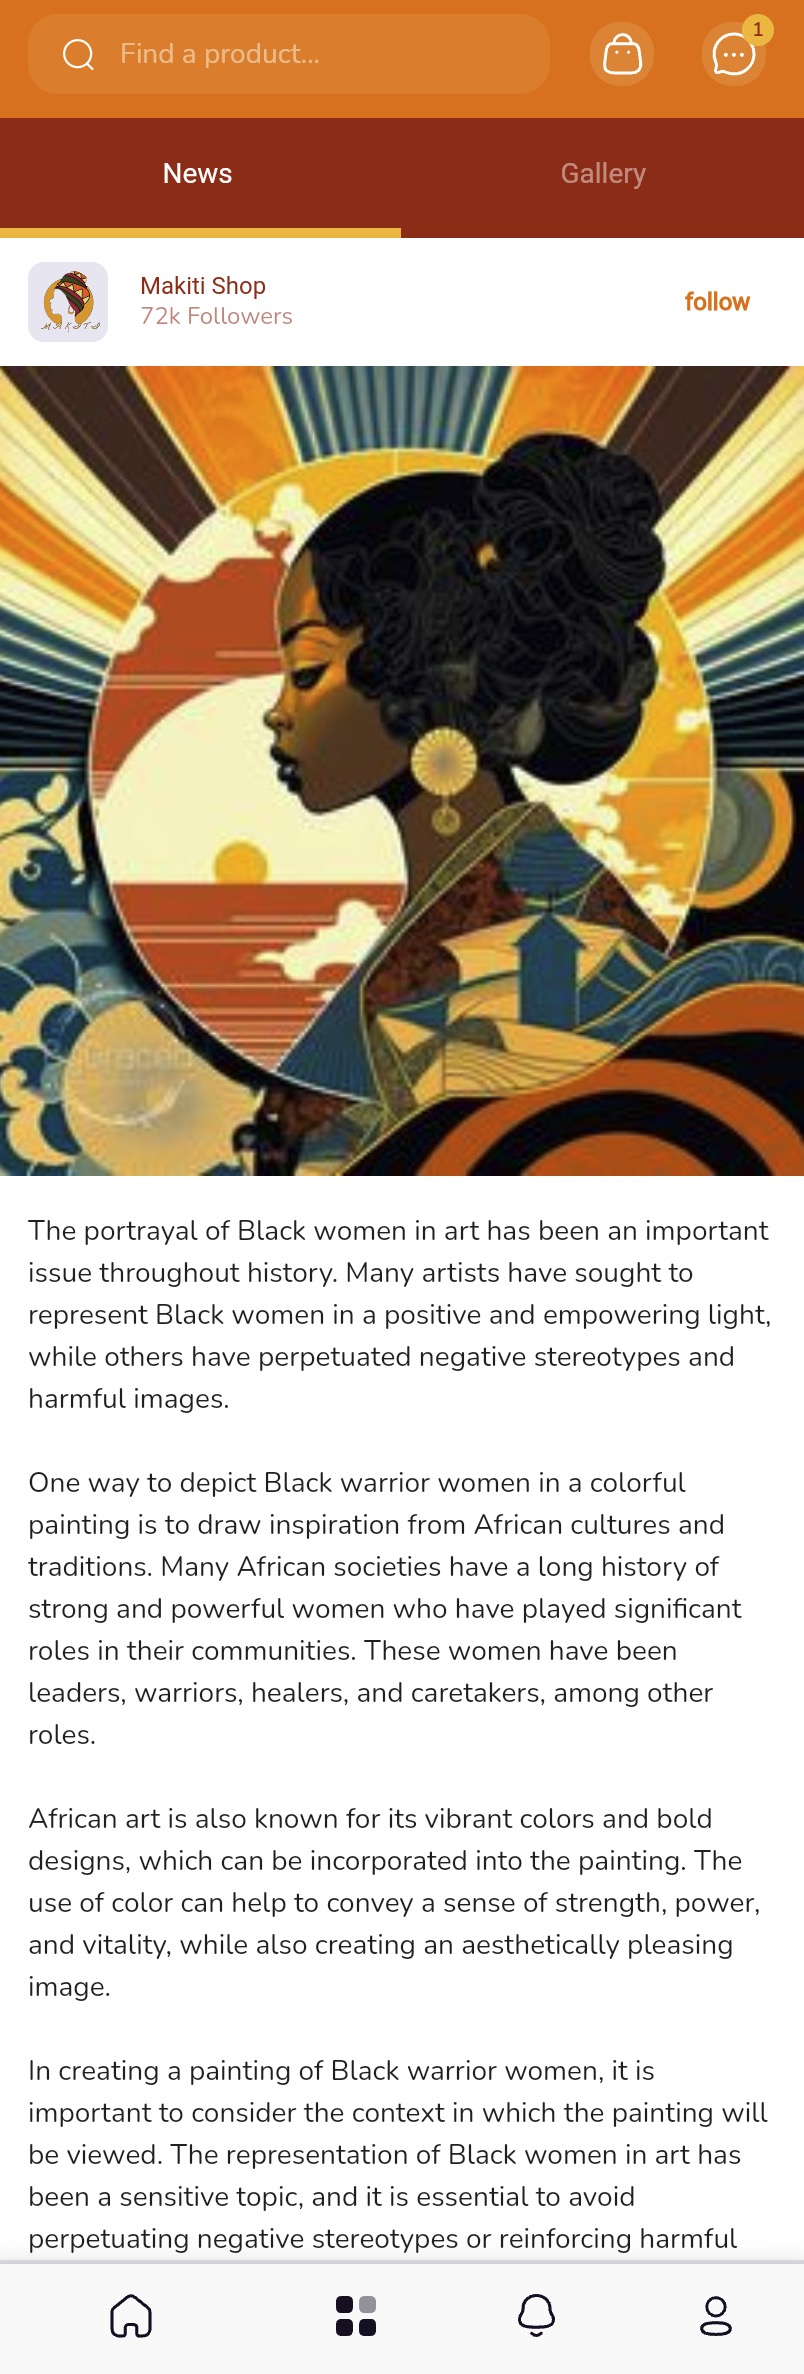 Find a product...
1
News
Gallery
Makiti Shop
72k Followers
follow
MAKITI
The portrayal of Black women in art has been an important
issue throughout history. Many artists have sought to
represent Black women in a positive and empowering light,
while others have perpetuated negative stereotypes and
harmful images.
One way to depict Black warrior women in a colorful
painting is to draw inspiration from African cultures and
traditions. Many African societies have a long history of
strong and powerful women who have played significant
roles in their communities. These women have been
leaders, warriors, healers, and caretakers, among other
roles.
African art is also known for its vibrant colors and bold
designs, which can be incorporated into the painting. The
use of color can help to convey a sense of strength, power,
and vitality, while also creating an aesthetically pleasing
image.
In creating a painting of Black warrior women, it is
important to consider the context in which the painting will
be viewed. The representation of Black women in art has
been a sensitive topic, and it is essential to avoid
perpetuating negative stereotypes or reinforcing harmful